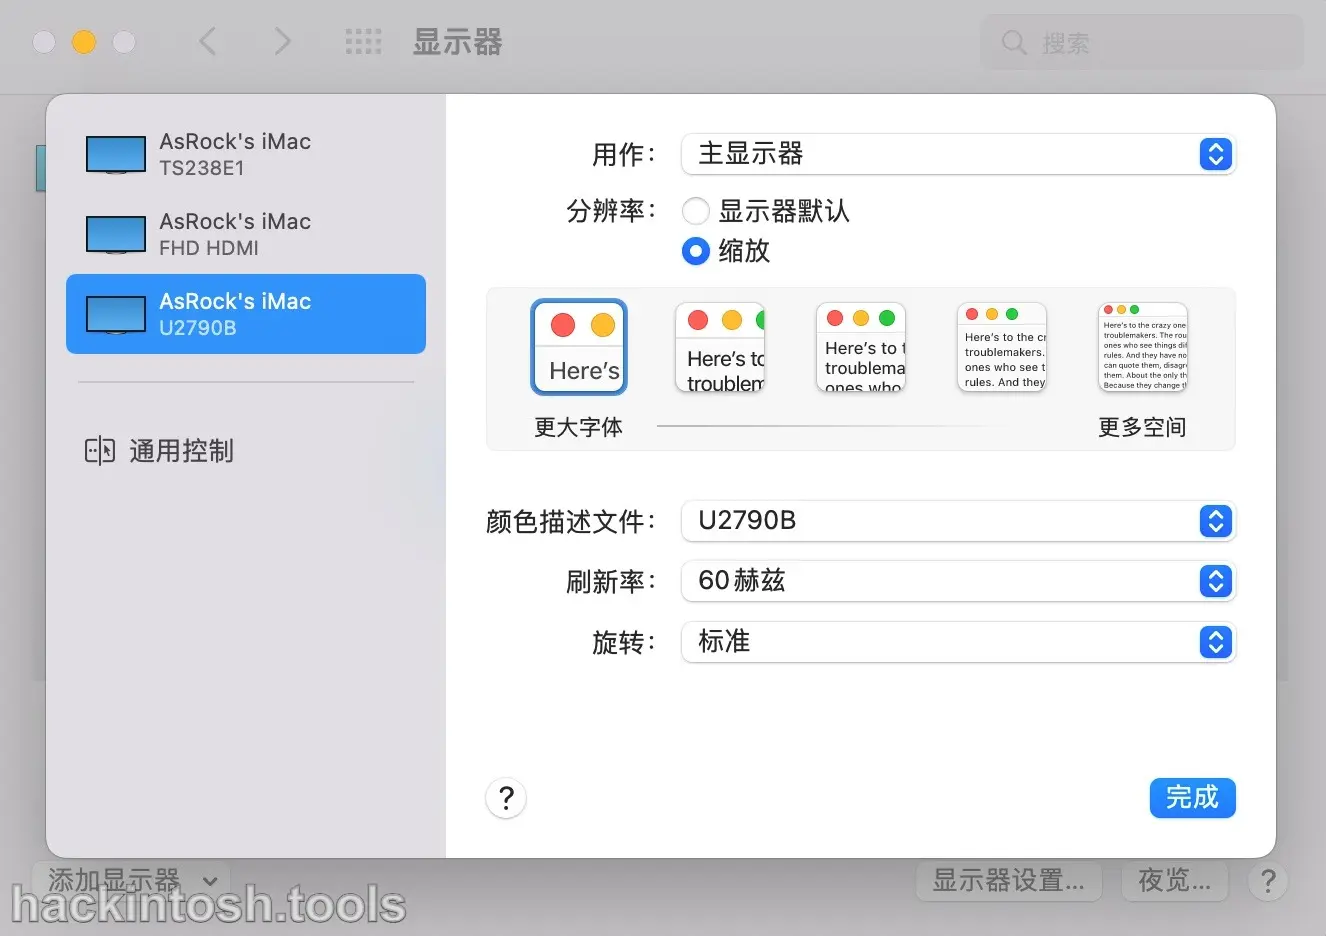 显示器
搜索
AsRock's iMac
TS238E1
AsRock's iMac
FHD HDMI
AsRock's iMac
U2790B
通用控制
用作：
主显示器
分辨率：
显示器默认
缩放
Here's
Here's to
troublem
Here's to t
troublema
ones who
Here's to the cr
troublemakers.
ones who see t
rules. And they
Here's to the crazy one
troublemakers. The rou
ones who see things dif
rules. And they have no
can quote them, disagr
them. About the only th
Because they change t
更大字体
更多空间
颜色描述文件：
U2790B
刷新率：
60赫兹
旋转：
标准
?
完成
添加显示器
显示器设置...
夜览...
?
hackintosh.tools